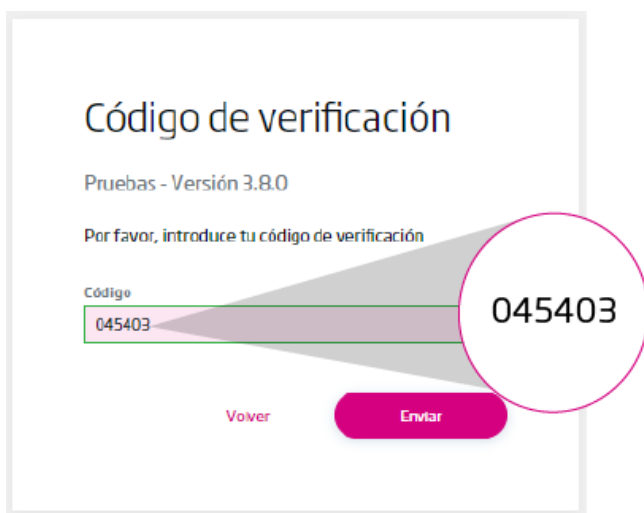 Código de verificación
Pruebas - Versión 3.8.0
Por favor, introduce tu código de verificación
Código
045403
045403
Volver
Enviar